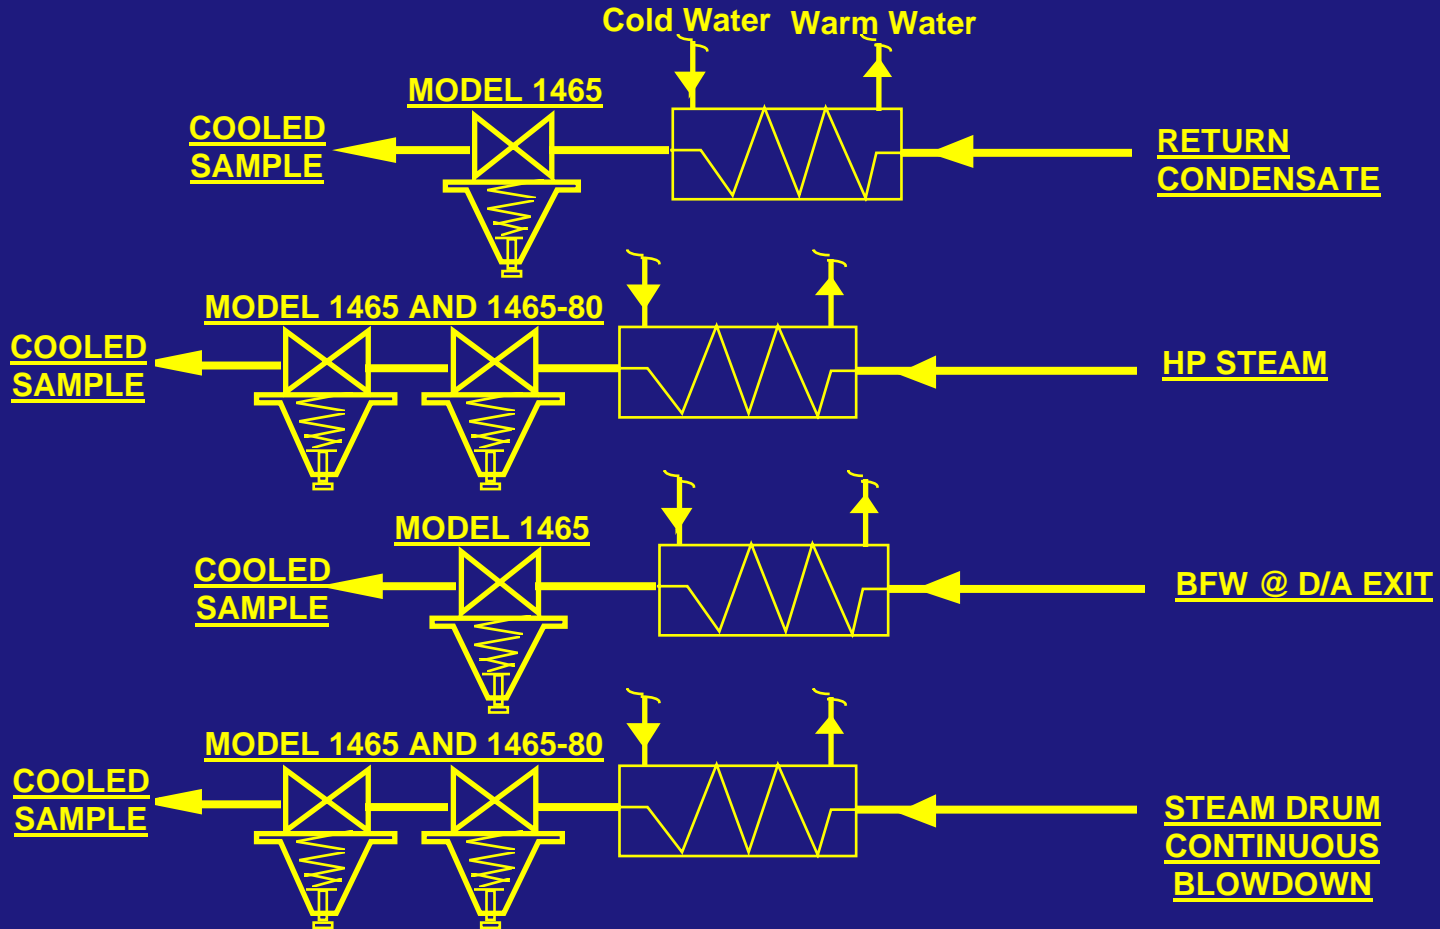 Cold Water Warm Water
MODEL 1465
COOLED
SAMPLE
RETURN
CONDENSATE
MODEL 1465 AND 1465-80
COOLED
SAMPLE
HP STEAM
MODEL 1465
COOLED
SAMPLE
BFW @ D/A EXIT
MODEL 1465 AND 1465-80
COOLED
SAMPLE
STEAM DRUM
CONTINUOUS
BLOWDOWN